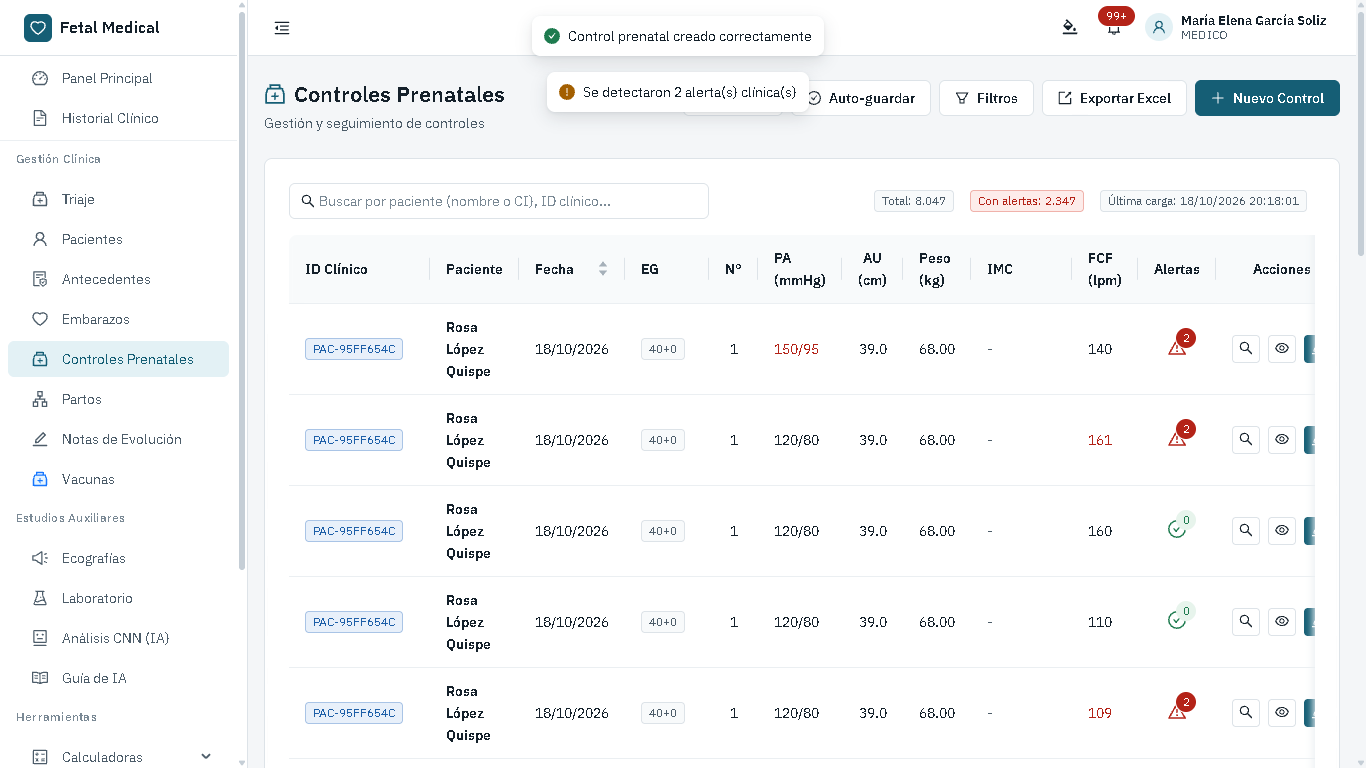 Fetal Medical
Panel Principal
Historial Clínico
Gestión Clínica
Triaje
Pacientes
Antecedentes
Embarazos
Controles Prenatales
Partos
Notas de Evolución
Vacunas
Estudios Auxiliares
Ecografías
Laboratorio
Análisis CNN (IA)
Guía de IA
Herramientas
Calculadoras
Control prenatal creado correctamente
99+
María Elena García Soliz
MEDICO
Controles Prenatales
Gestión y seguimiento de controles
Se detectaron 2 alerta(s) clínica(s)
Auto-guardar
Filtros
Exportar Excel
Nuevo Control
Buscar por paciente (nombre o CI), ID clínico...
Total: 8.047
Con alertas: 2.347
Última carga: 18/10/2026 20:18:01
ID Clínico Paciente Fecha EG Nº PA (mmHg) AU (cm) Peso (kg) IMC FCF (lpm) Alertas Acciones
PAC-95FF654C Rosa López Quispe 18/10/2026 40+0 1 150/95 39.0 68.00 - 140 2
PAC-95FF654C Rosa López Quispe 18/10/2026 40+0 1 120/80 39.0 68.00 - 161 2
PAC-95FF654C Rosa López Quispe 18/10/2026 40+0 1 120/80 39.0 68.00 - 160 0
PAC-95FF654C Rosa López Quispe 18/10/2026 40+0 1 120/80 39.0 68.00 - 110 0
PAC-95FF654C Rosa López Quispe 18/10/2026 40+0 1 120/80 39.0 68.00 - 109 2